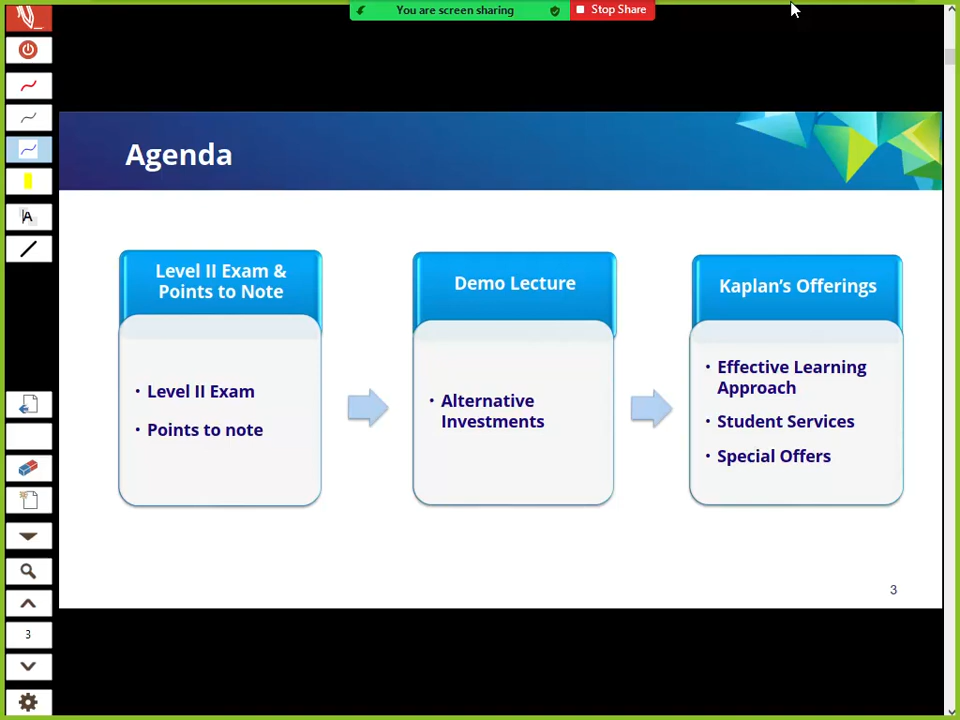 You are screen sharing
Stop Share
Agenda
Level II Exam &
Points to Note
• Level II Exam
• Points to note
Demo Lecture
• Alternative
Investments
Kaplan's Offerings
• Effective Learning
Approach
• Student Services
• Special Offers
3
A
3